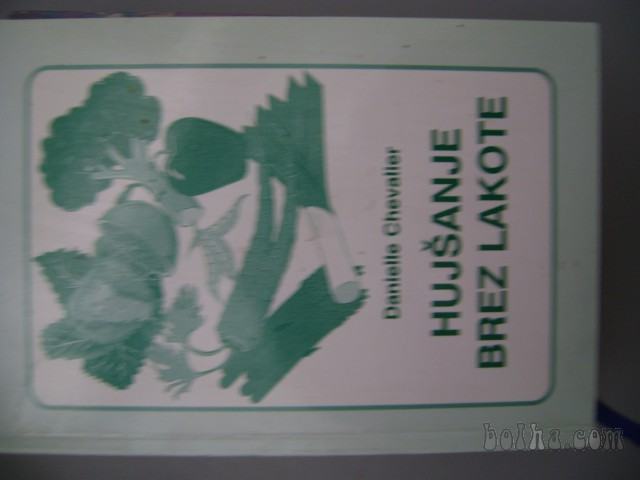 Danielle Chevalier
HUJŠANJE
BREZ LAKOTE
bolha.com